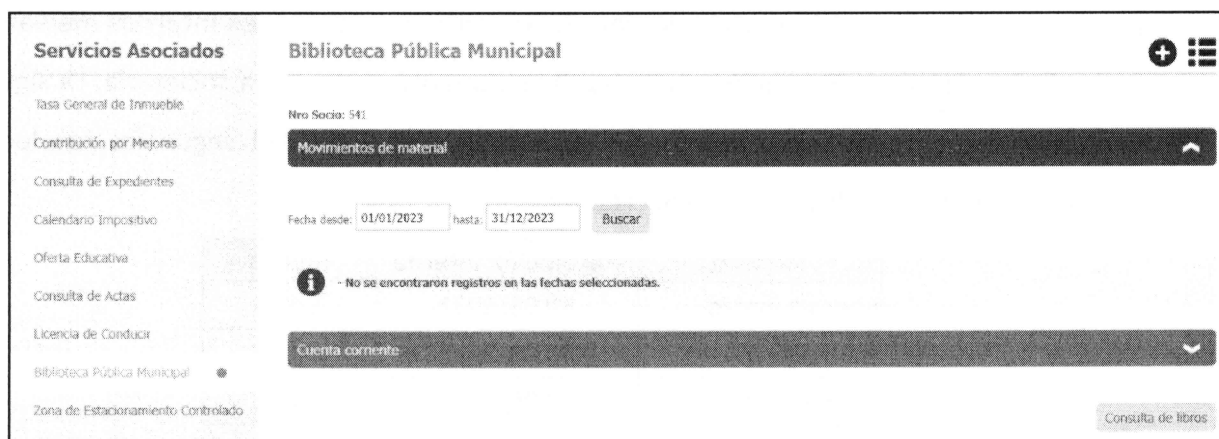 Servicios Asociados
Tasa General de Inmueble
Contribución por Mejoras
Consulta de Expedientes
Calendario Impositivo
Oferta Educativa
Consulta de Actas
Licencia de Conducir
Biblioteca Pública Municipal
Zona de Estacionamiento Controlado
Biblioteca Pública Municipal
Nro Socio: 541
Movimientos de material
Fecha desde: 01/01/2023 hasta: 31/12/2023 Buscar
- No se encontraron registros en las fechas seleccionadas.
Cuenta corriente
Consulta de libros